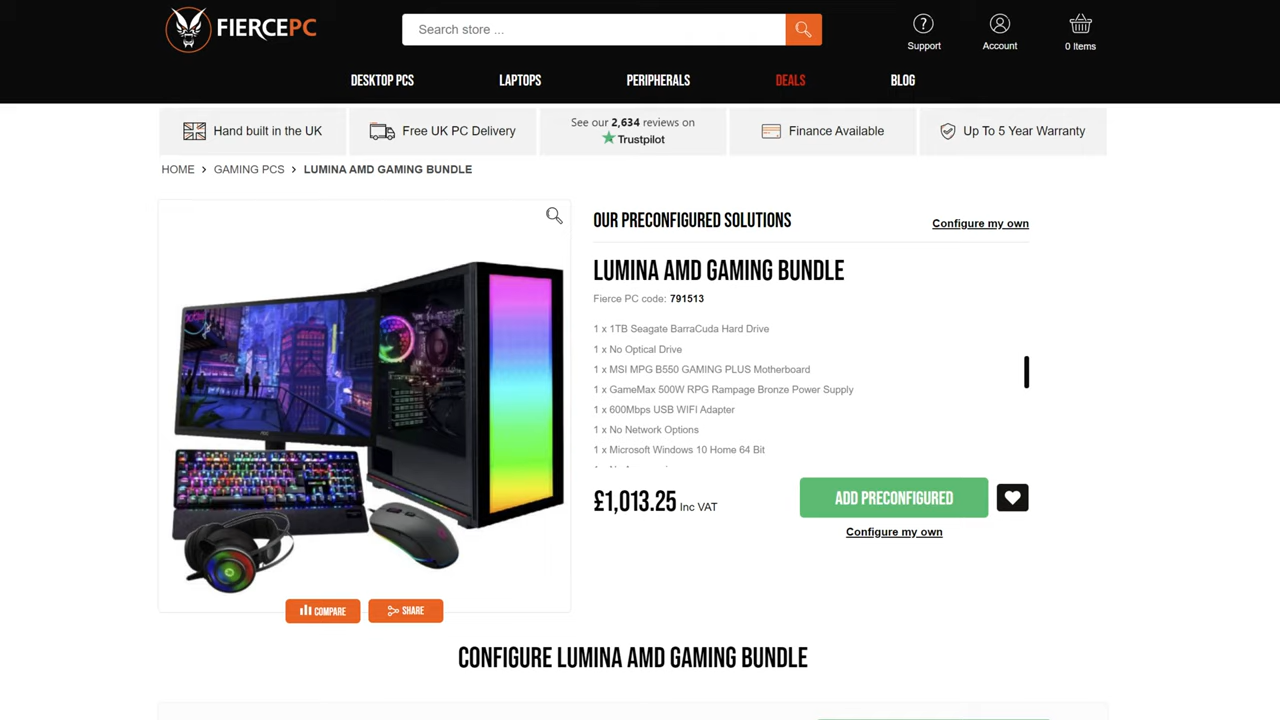 FIERCEPC
Search store ...
Support
Account
0 Items
DESKTOP PCS
LAPTOPS
PERIPHERALS
DEALS
BLOG
Hand built in the UK
Free UK PC Delivery
See our 2,634 reviews on
Trustpilot
Finance Available
Up To 5 Year Warranty
HOME > GAMING PCS > LUMINA AMD GAMING BUNDLE
OUR PRECONFIGURED SOLUTIONS
Configure my own
LUMINA AMD GAMING BUNDLE
Fierce PC code: 791513
1 x 1TB Seagate BarraCuda Hard Drive
1 x No Optical Drive
1 x MSI MPG B550 GAMING PLUS Motherboard
1 x GameMax 500W RPG Rampage Bronze Power Supply
1 x 600Mbps USB WIFI Adapter
1 x No Network Options
1 x Microsoft Windows 10 Home 64 Bit
£1,013.25 Inc VAT
ADD PRECONFIGURED
Configure my own
COMPARE
SHARE
CONFIGURE LUMINA AMD GAMING BUNDLE